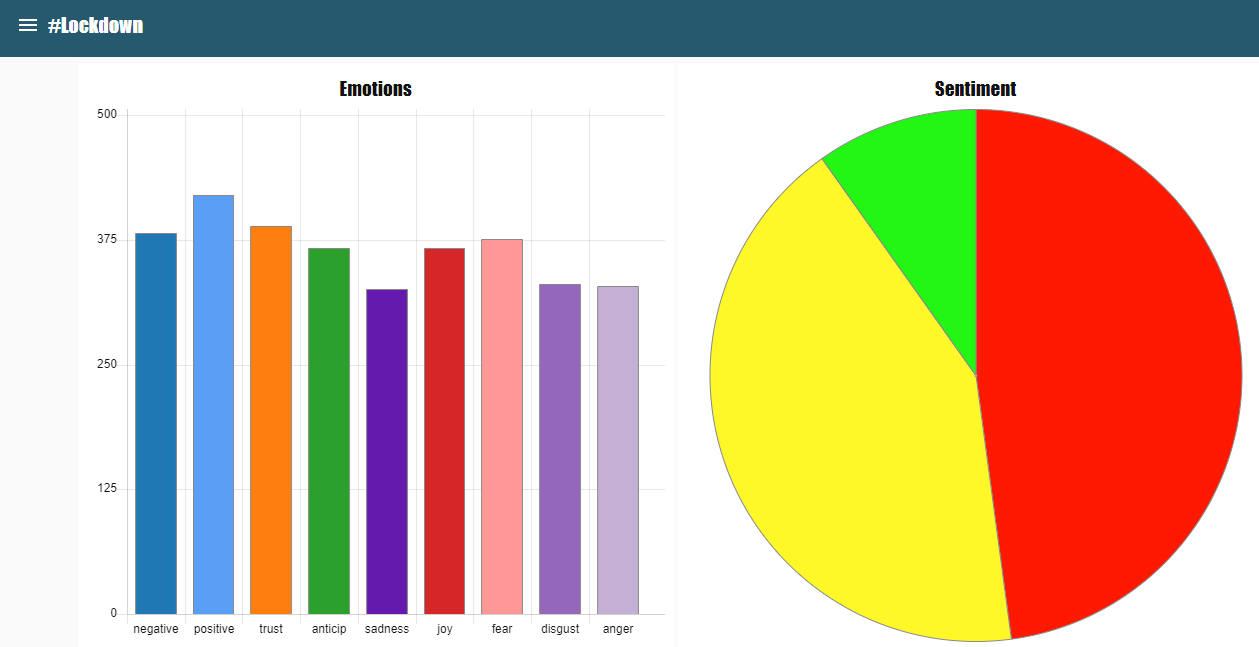 #Lockdown
Emotions
500
375
250
125
0
negative positive trust anticip sadness joy fear disgust anger
Sentiment